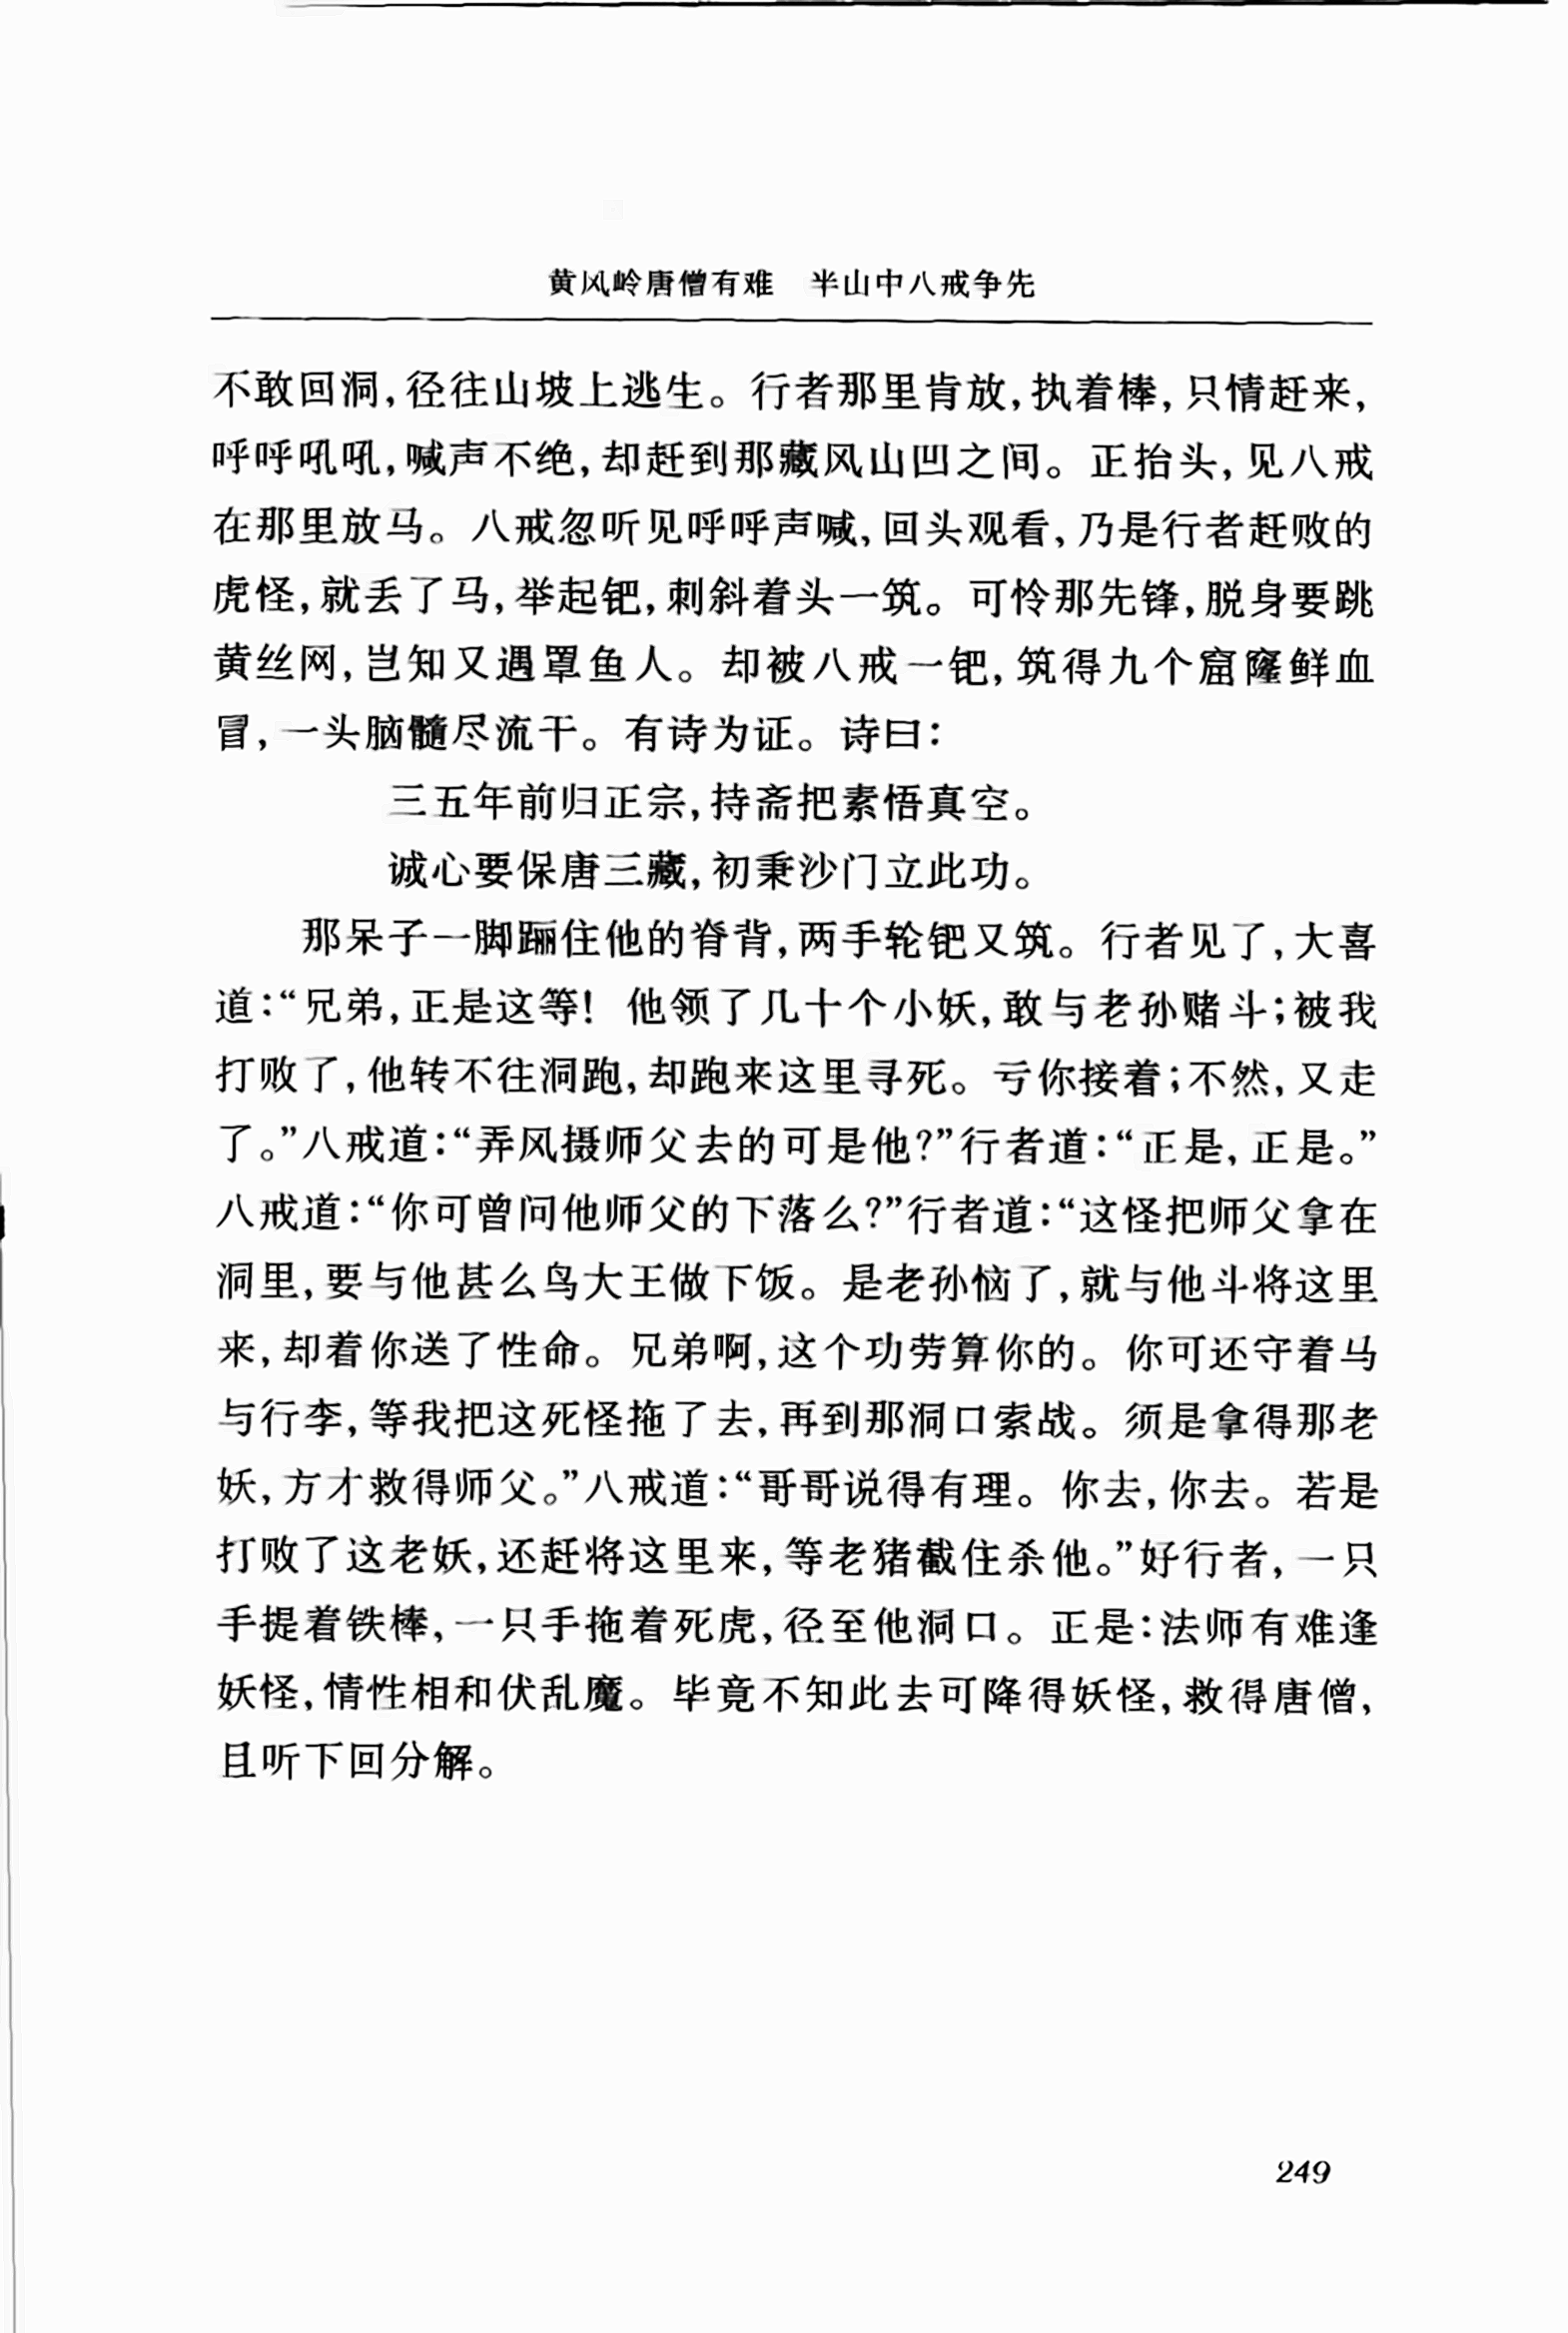 黄风岭唐僧有难　半山中八戒争先
不敢回洞,径往山坡上逃生。行者那里肯放,执着棒,只情赶来,
呼呼吼吼,喊声不绝,却赶到那藏风山凹之间。正抬头,见八戒
在那里放马。八戒忽听见呼呼声喊,回头观看,乃是行者赶败的
虎怪,就丢了马,举起钯,刺斜着头一筑。可怜那先锋,脱身要跳
黄丝网,岂知又遇罩鱼人。却被八戒一钯,筑得九个窟窿鲜血
冒,一头脑髓尽流干。有诗为证。诗曰：
三五年前归正宗,持斋把素悟真空。
诚心要保唐三藏,初秉沙门立此功。
那呆子一脚𨂿住他的脊背,两手轮钯又筑。行者见了,大喜
道：“兄弟,正是这等! 他领了几十个小妖,敢与老孙赌斗;被我
打败了,他转不往洞跑,却跑来这里寻死。亏你接着;不然,又走
了。”八戒道：“弄风摄师父去的可是他?”行者道：“正是,正是。”
八戒道：“你可曾问他师父的下落么?”行者道：“这怪把师父拿在
洞里,要与他甚么鸟大王做下饭。是老孙恼了,就与他斗将这里
来,却着你送了性命。兄弟啊,这个功劳算你的。你可还守着马
与行李,等我把这死怪拖了去,再到那洞口索战。须是拿得那老
妖,方才救得师父。”八戒道：“哥哥说得有理。你去,你去。若是
打败了这老妖,还赶将这里来,等老猪截住杀他。”好行者,一只
手提着铁棒,一只手拖着死虎,径至他洞口。正是：法师有难逢
妖怪,情性相和伏乱魔。毕竟不知此去可降得妖怪,救得唐僧,
且听下回分解。
249